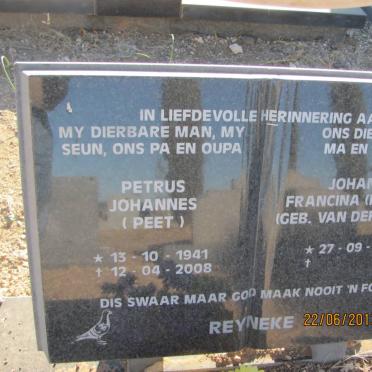 IN LIEFDEVOLLE HERINNERING AA
MY DIERBARE MAN, MY
SEUN, ONS PA EN OUPA
PETRUS
JOHANNES
(PEET)
★ 13-10-1941
† 12-04-2008
ONS DIE
MA EN
JOHAN
FRANCINA (
(GEB. VAN DER
★ 27-09-
†
DIS SWAAR MAAR GOD MAAK NOOIT 'N FO
REYNEKE
22/06/201